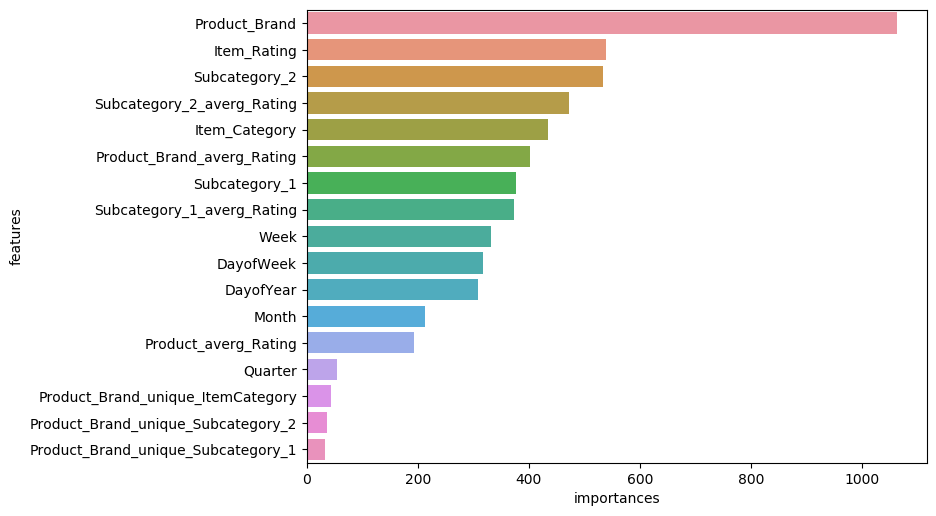 Product_Brand
Item_Rating
Subcategory_2
Subcategory_2_averg_Rating
Item_Category
Product_Brand_averg_Rating
Subcategory_1
Subcategory_1_averg_Rating
Week
DayofWeek
DayofYear
Month
Product_averg_Rating
Quarter
Product_Brand_unique_ItemCategory
Product_Brand_unique_Subcategory_2
Product_Brand_unique_Subcategory_1
features
0 200 400 600 800 1000
importances